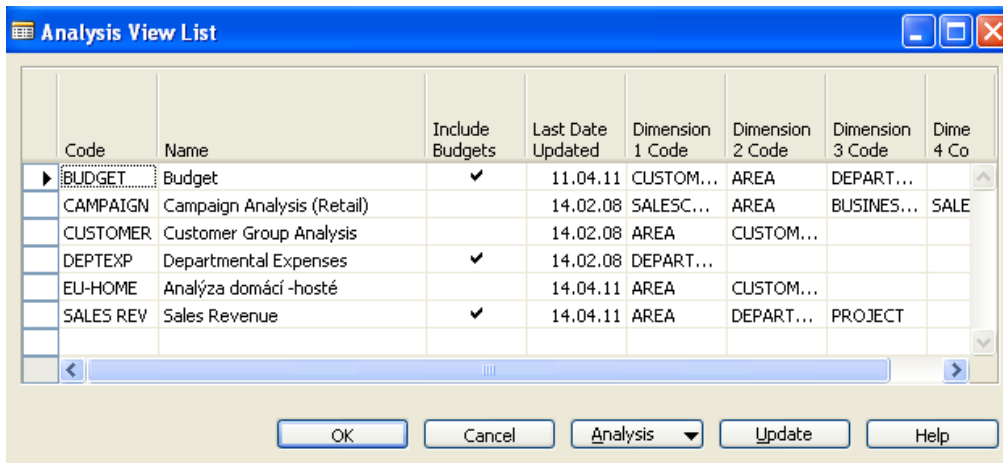 Analysis View List
Code Name Include Budgets Last Date Updated Dimension 1 Code Dimension 2 Code Dimension 3 Code Dime 4 Co
BUDGET Budget ✔ 11.04.11 CUSTOM... AREA DEPART...
CAMPAIGN Campaign Analysis (Retail) 14.02.08 SALESC... AREA BUSINES... SALE
CUSTOMER Customer Group Analysis 14.02.08 AREA CUSTOM...
DEPTEXP Departmental Expenses ✔ 14.02.08 DEPART...
EU-HOME Analýza domácí -hosté 14.04.11 AREA CUSTOM...
SALES REV Sales Revenue ✔ 14.04.11 AREA DEPART... PROJECT
OK Cancel Analysis Update Help